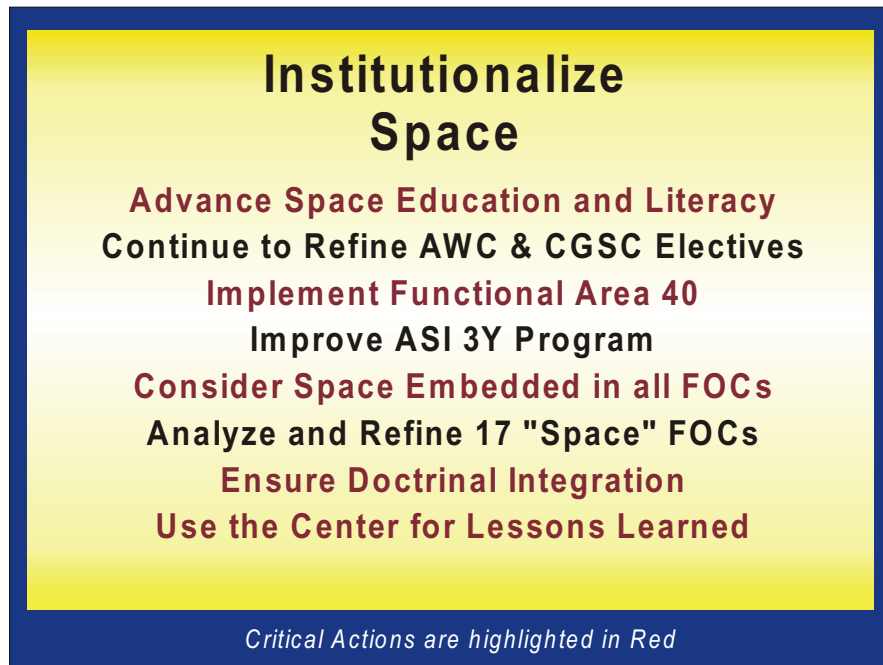 Institutionalize
Space
Advance Space Education and Literacy
Continue to Refine AWC & CGSC Electives
Implement Functional Area 40
Improve ASI 3Y Program
Consider Space Embedded in all FOCs
Analyze and Refine 17 "Space" FOCs
Ensure Doctrinal Integration
Use the Center for Lessons Learned
Critical Actions are highlighted in Red